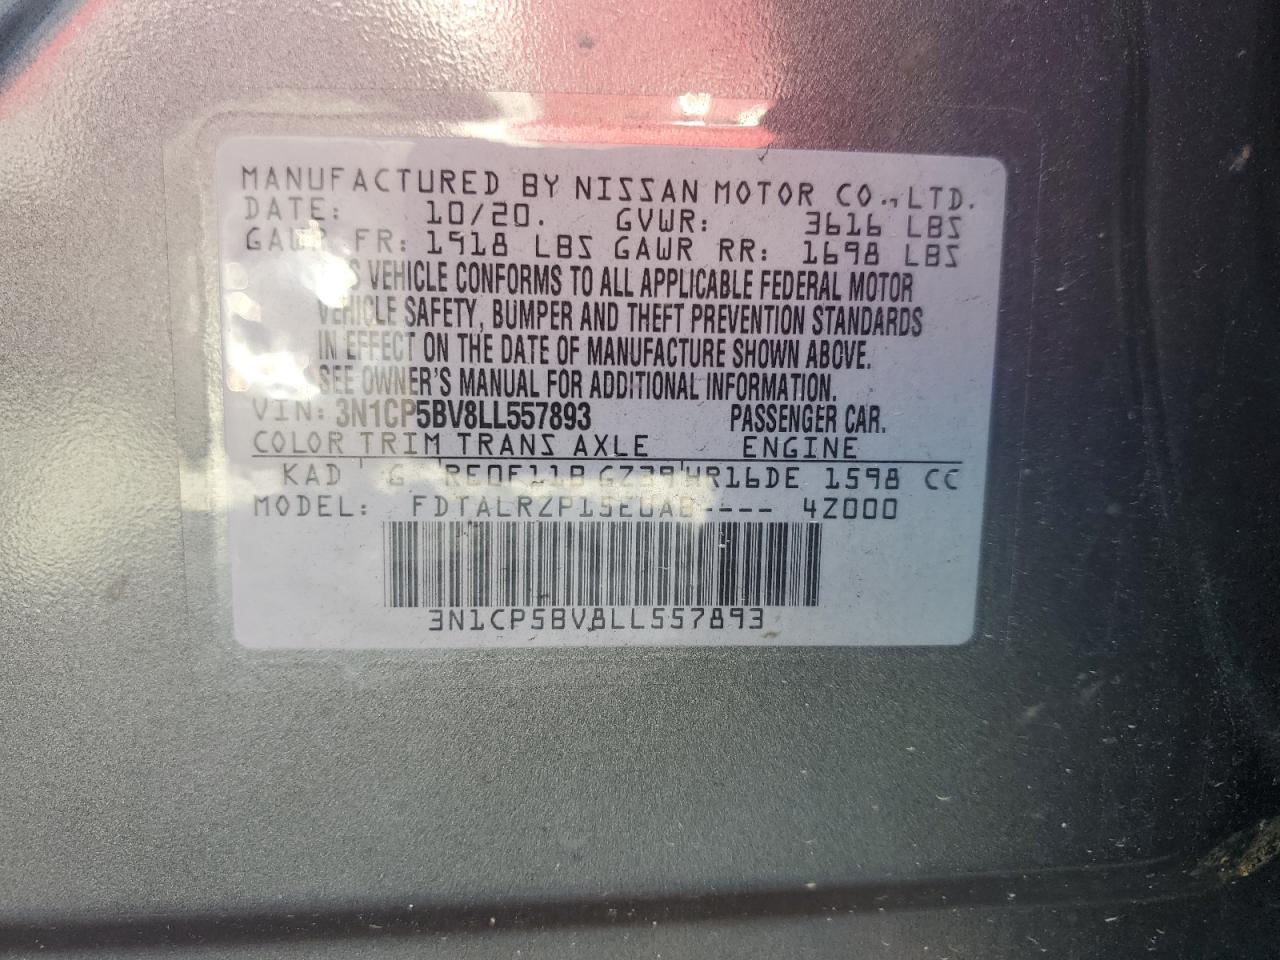 MANUFACTURED BY NISSAN MOTOR CO., LTD.
DATE: 10/20. GVWR: 3616 LBS
GAWR FR: 1918 LBS GAWR RR: 1698 LBS
VEHICLE CONFORMS TO ALL APPLICABLE FEDERAL MOTOR
VEHICLE SAFETY, BUMPER AND THEFT PREVENTION STANDARDS
IN EFFECT ON THE DATE OF MANUFACTURE SHOWN ABOVE.
SEE OWNER'S MANUAL FOR ADDITIONAL INFORMATION.
VIN: 3N1CP5BV8LL557893 PASSENGER CAR.
COLOR TRIM TRANS AXLE ENGINE
KAD G RE0F11B GZ39 HR16DE 1598 CC
MODEL: 4Z000
3N1CP5BV8LL557893